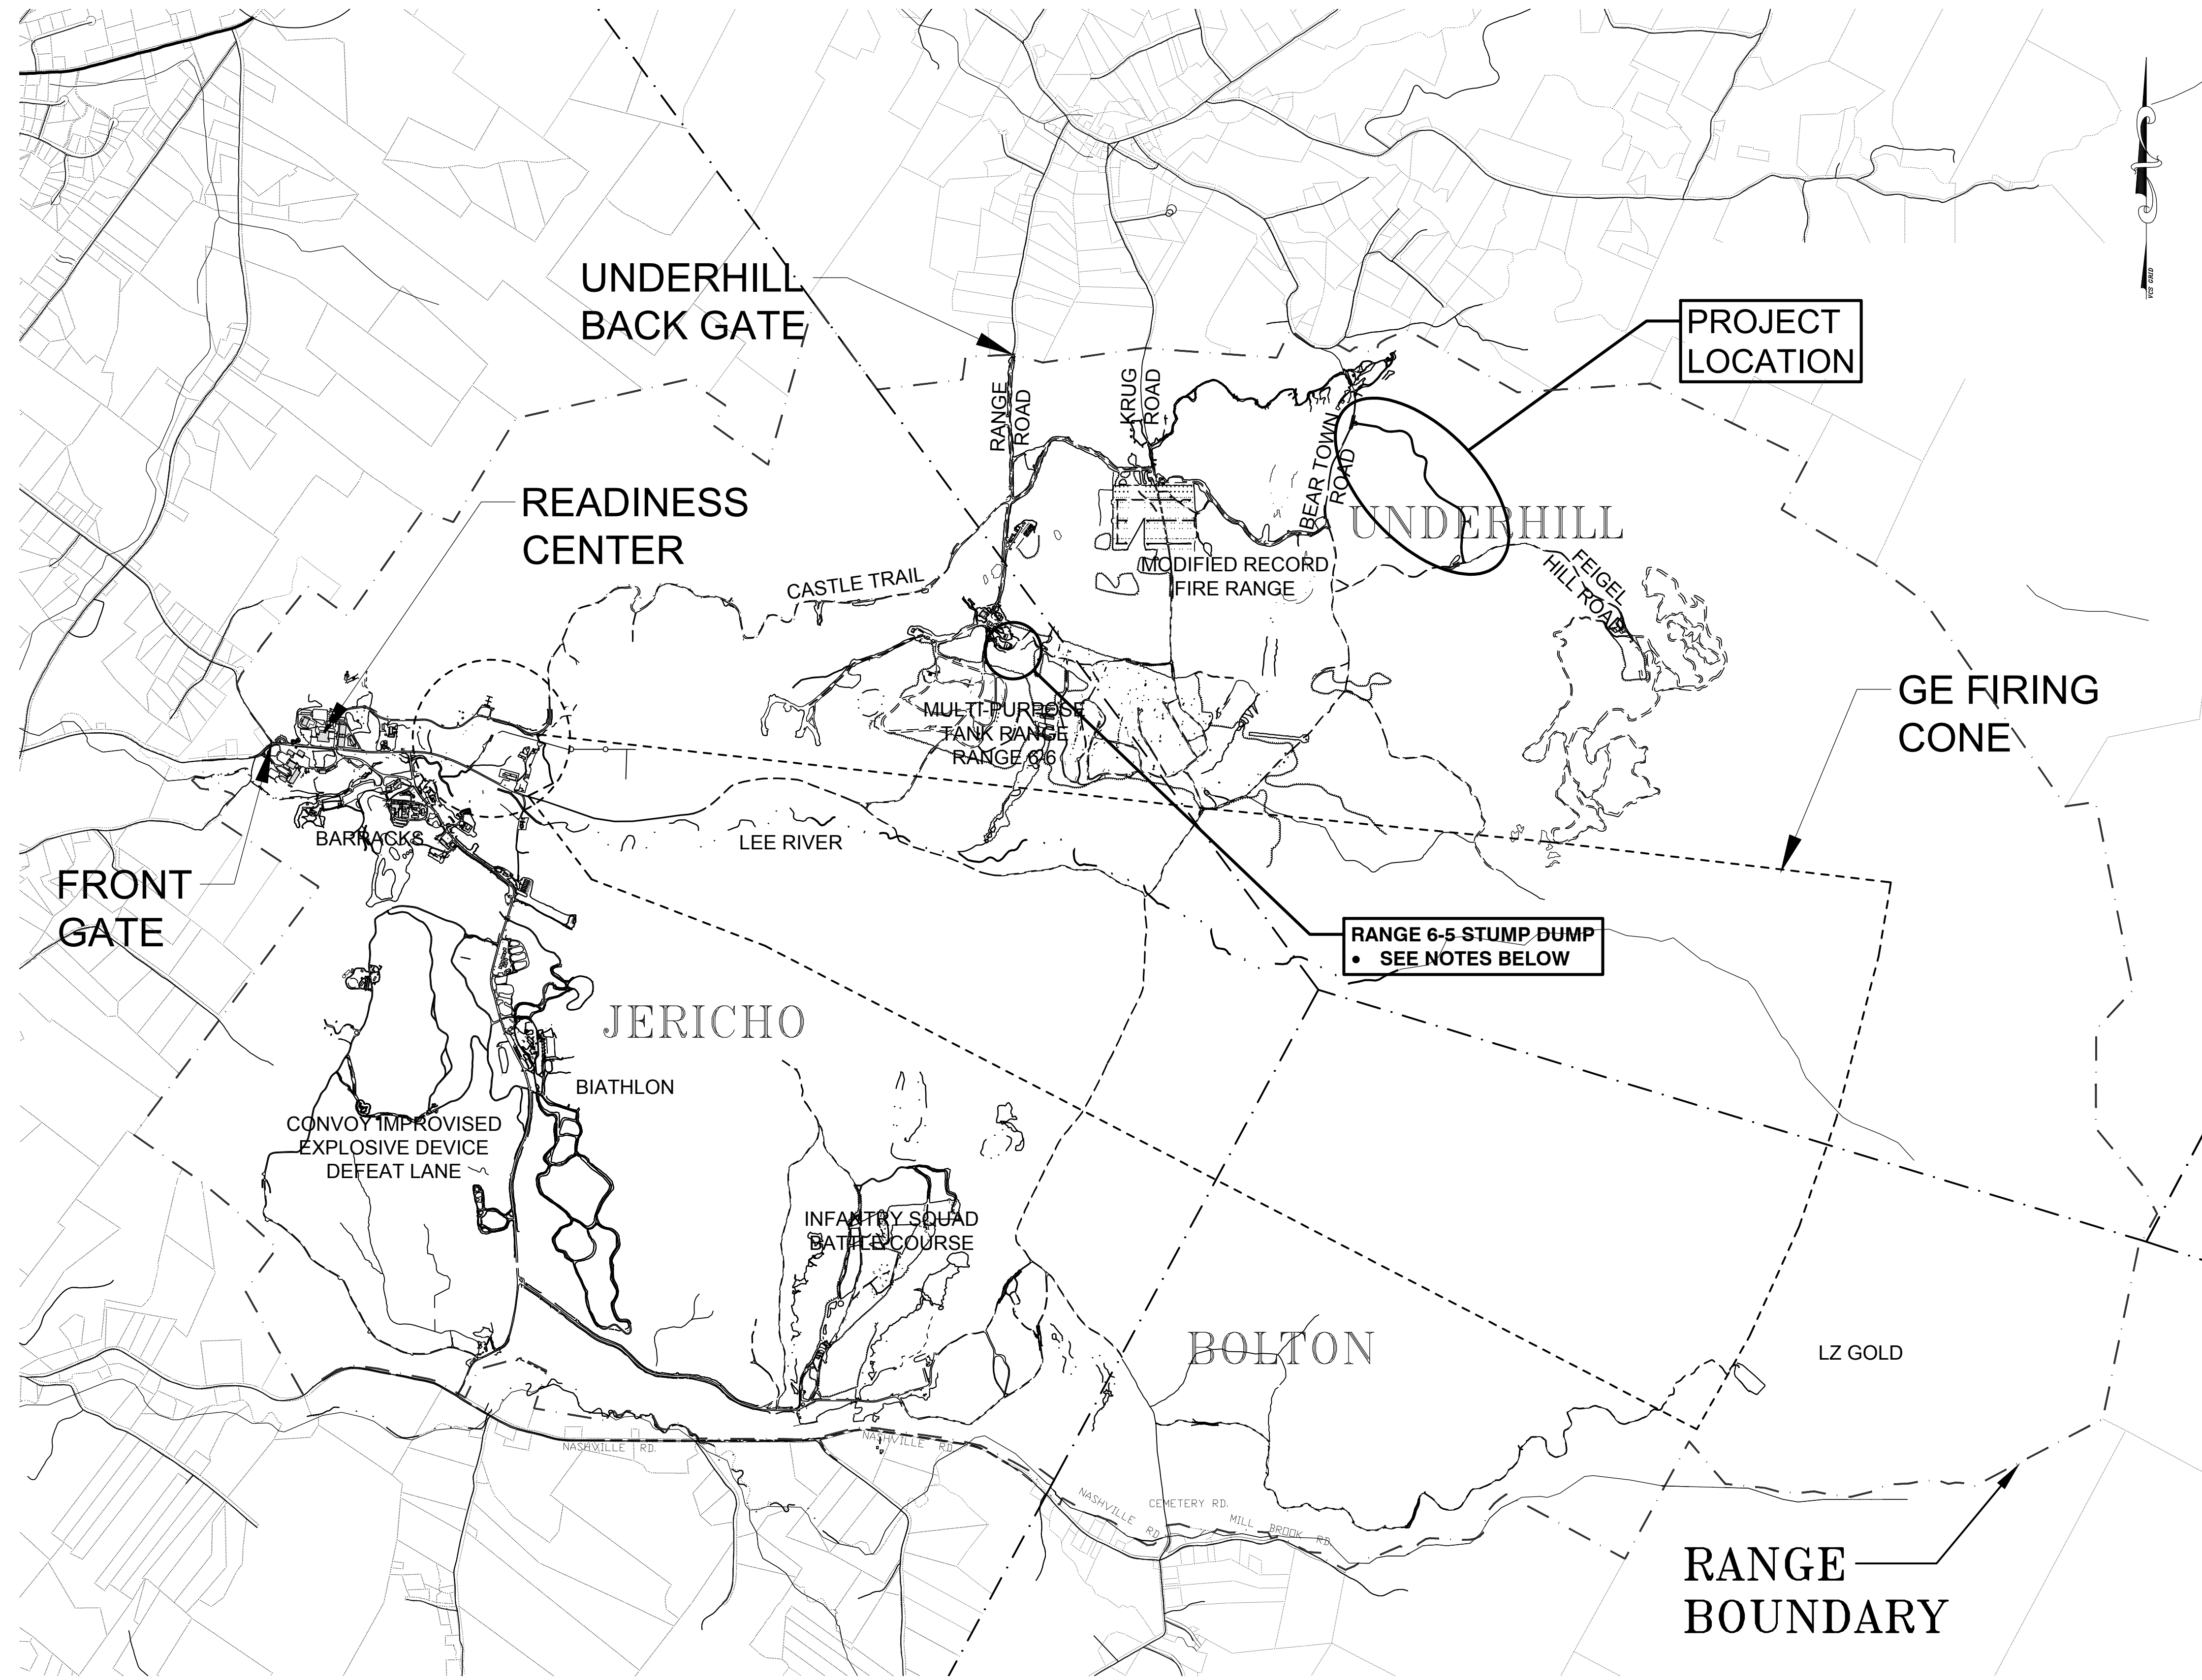 VCS GRID
UNDERHILL
BACK GATE
PROJECT
LOCATION
RANGE
ROAD
KRUG
ROAD
BEAR TOWN
ROAD
READINESS
CENTER
UNDERHILL
MODIFIED RECORD
FIRE RANGE
FEIGEL
HILL ROAD
CASTLE TRAIL
GE FIRING
CONE
MULTI-PURPOSE
TANK RANGE
RANGE 6-6
BARRACKS
LEE RIVER
FRONT
GATE
RANGE 6-5 STUMP DUMP
• SEE NOTES BELOW
JERICHO
BIATHLON
CONVOY IMPROVISED
EXPLOSIVE DEVICE
DEFEAT LANE
INFANTRY SQUAD
BATTLE COURSE
BOLTON
LZ GOLD
NASHVILLE RD.
NASHVILLE RD.
NASHVILLE RD.
CEMETERY RD.
MILL BROOK RD.
RANGE
BOUNDARY